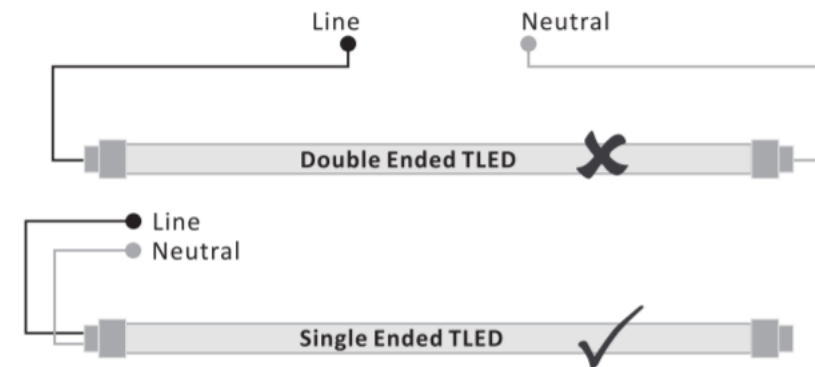 Line
Neutral
Double Ended TLED
Line
Neutral
Single Ended TLED